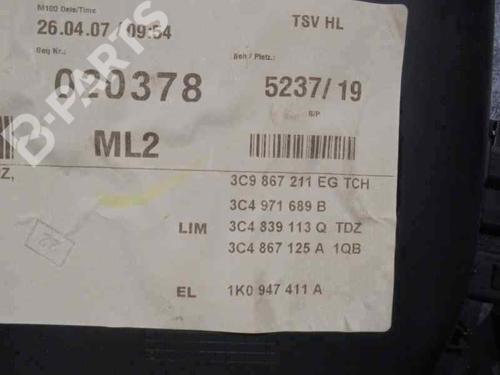 M100 Date/Time
TSV HL
26.04.07 / 09:54
Seq Nr.:
Beh / Platz.:
020378
5237/ 19
S/P
ML2
Z,
3C9 867 211 EG TCH
3C4 971 689 B
LIM 3C4 839 113 Q TDZ
3C4 867 125 A 1QB
EL 1K0 947 411 A
B-PARTS